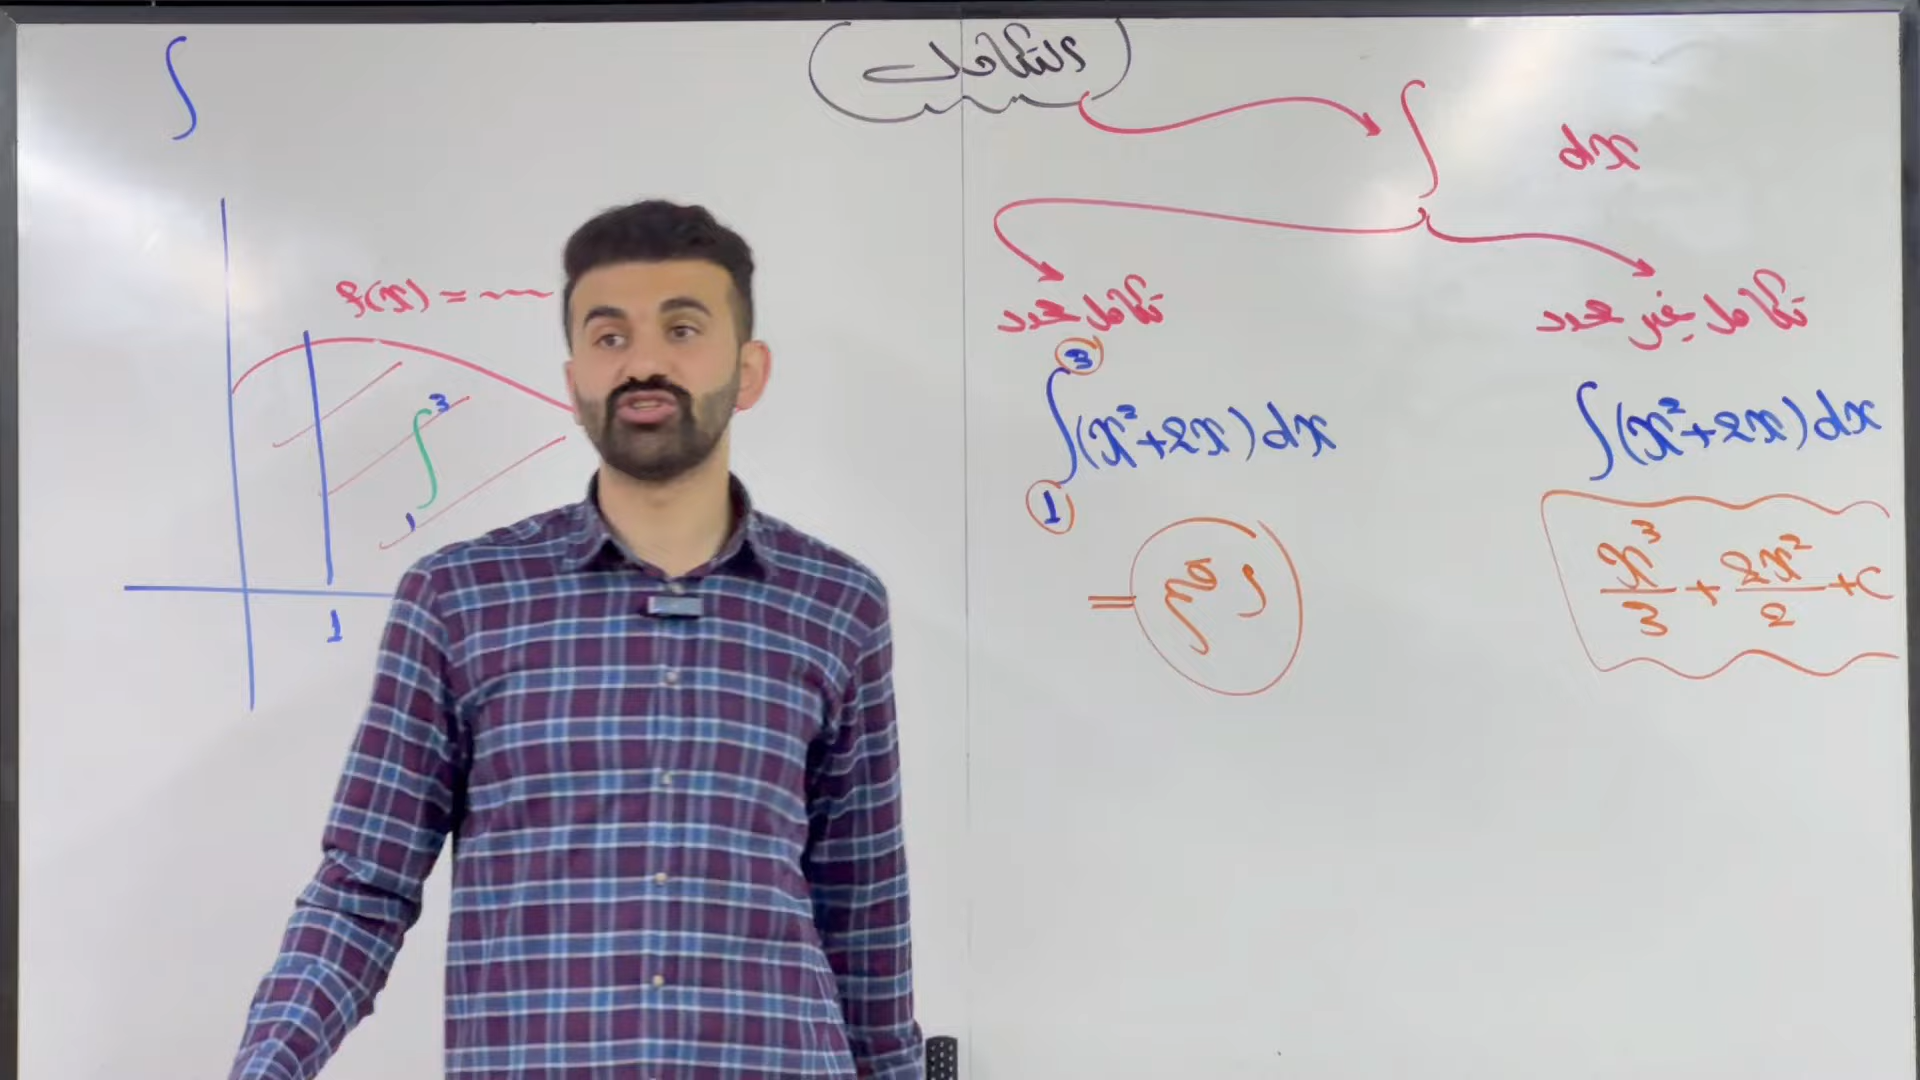 التكامل
∫ dx
تكامل محدد
∫₁³ (x²+2x) dx
= رقم
تكامل غير محدد
∫(x²+2x) dx
x³/3 + 2x²/2 + c
∫
f(x) =
∫₁³
1